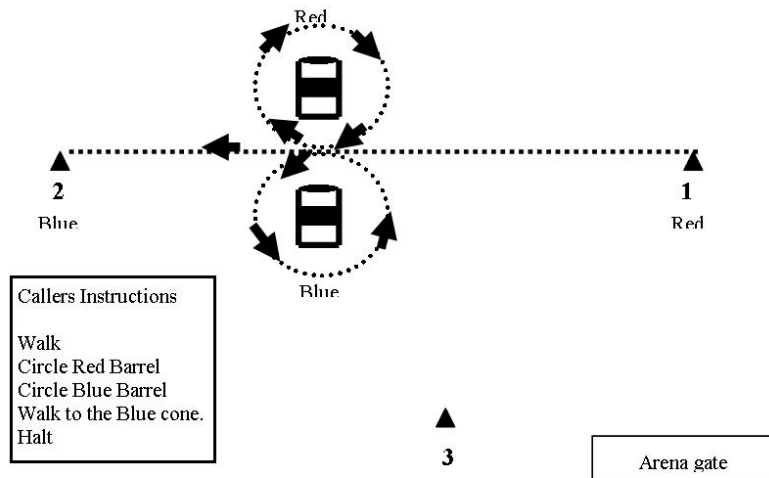 Red
2
1
Blue
Red
Blue
Callers Instructions
Walk
Circle Red Barrel
Circle Blue Barrel
Walk to the Blue cone.
Halt
3
Arena gate